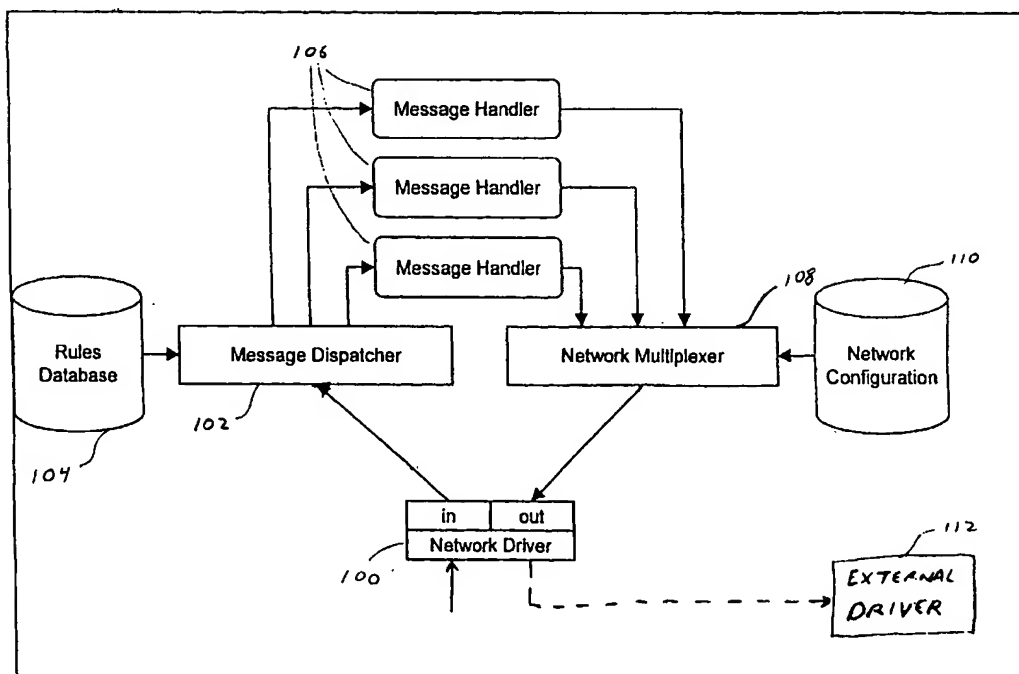 106
Message Handler
Message Handler
Message Handler
108
110
Rules
Database
Message Dispatcher
Network Multiplexer
Network
Configuration
102
104
in
out
Network Driver
100
112
EXTERNAL
DRIVER